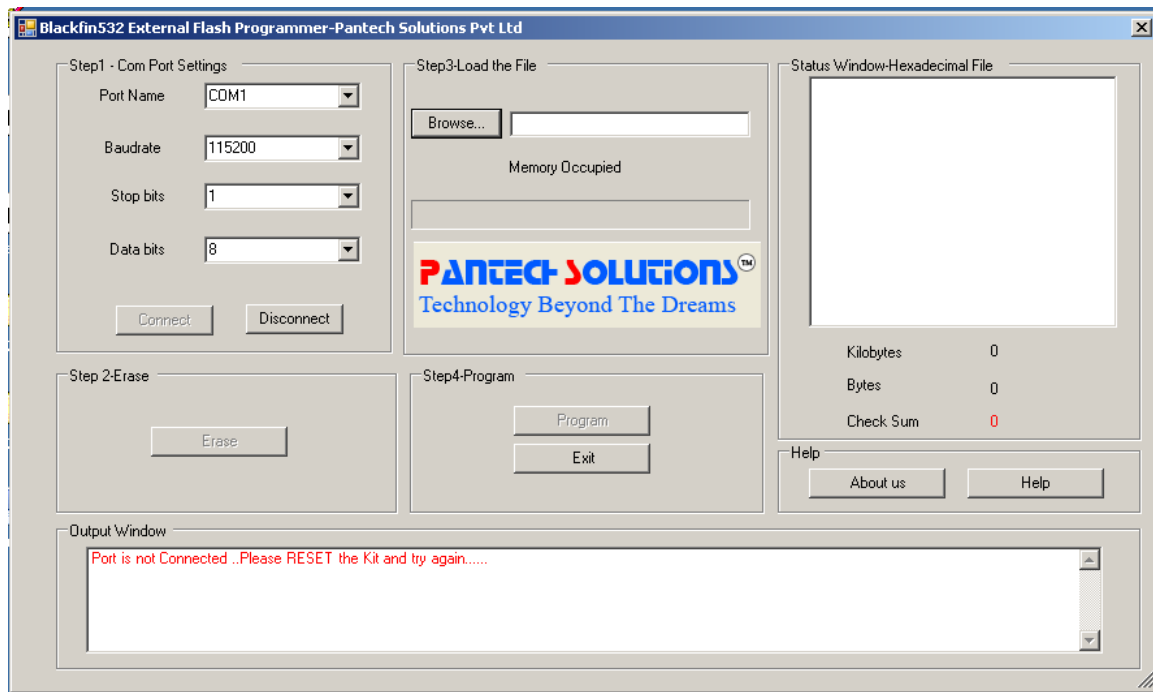 Blackfin532 External Flash Programmer-Pantech Solutions Pvt Ltd
Step1 - Com Port Settings
Port Name COM1
Baudrate 115200
Stop bits 1
Data bits 8
Connect Disconnect
Step3-Load the File
Browse...
Memory Occupied
PANTECH SOLUTIONS TM
Technology Beyond The Dreams
Status Window-Hexadecimal File
Kilobytes 0
Bytes 0
Check Sum 0
Step 2-Erase
Erase
Step4-Program
Program
Exit
Help
About us Help
Output Window
Port is not Connected ..Please RESET the Kit and try again......